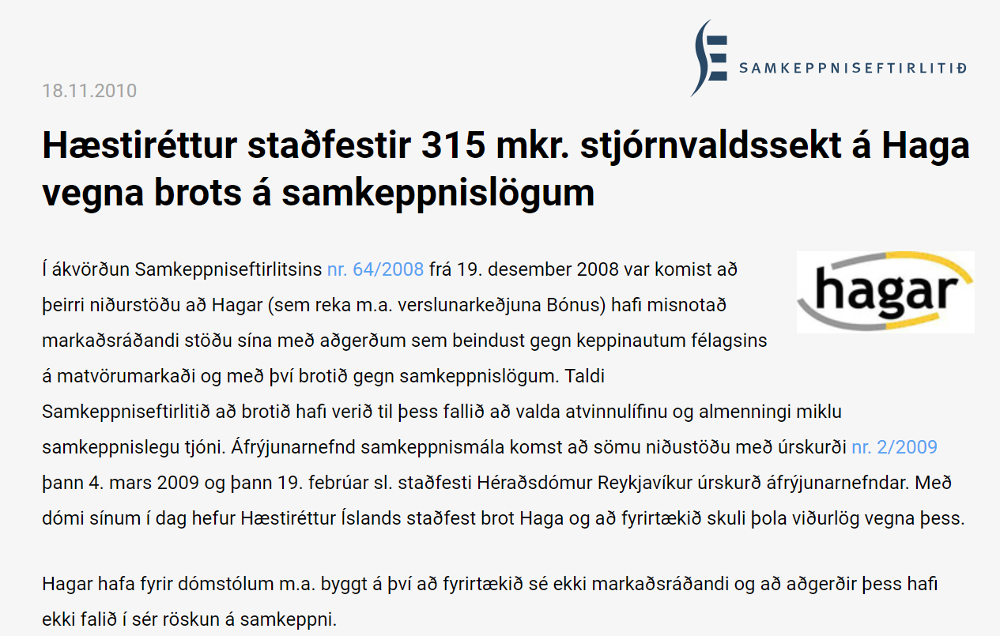 SAMKEPPNISEFTIRLITIÐ
18.11.2010
Hæstiréttur staðfestir 315 mkr. stjórnvaldssekt á Haga
vegna brots á samkeppnislögum
Í ákvörðun Samkeppniseftirlitsins nr. 64/2008 frá 19. desember 2008 var komist að
þeirri niðurstöðu að Hagar (sem reka m.a. verslunarkeðjuna Bónus) hafi misnotað
markaðsráðandi stöðu sína með aðgerðum sem beindust gegn keppinautum félagsins
á matvörumarkaði og með því brotið gegn samkeppnislögum. Taldi
Samkeppniseftirlitið að brotið hafi verið til þess fallið að valda atvinnulífinu og almenningi miklu
samkeppnislegu tjóni. Áfrýjunarnefnd samkeppnismála komst að sömu niðustöðu með úrskurði nr. 2/2009
þann 4. mars 2009 og þann 19. febrúar sl. staðfesti Héraðsdómur Reykjavíkur úrskurð áfrýjunarnefndar. Með
dómi sínum í dag hefur Hæstiréttur Íslands staðfest brot Haga og að fyrirtækið skuli þola viðurlög vegna þess.
hagar
Hagar hafa fyrir dómstólum m.a. byggt á því að fyrirtækið sé ekki markaðsráðandi og að aðgerðir þess hafi
ekki falið í sér röskun á samkeppni.